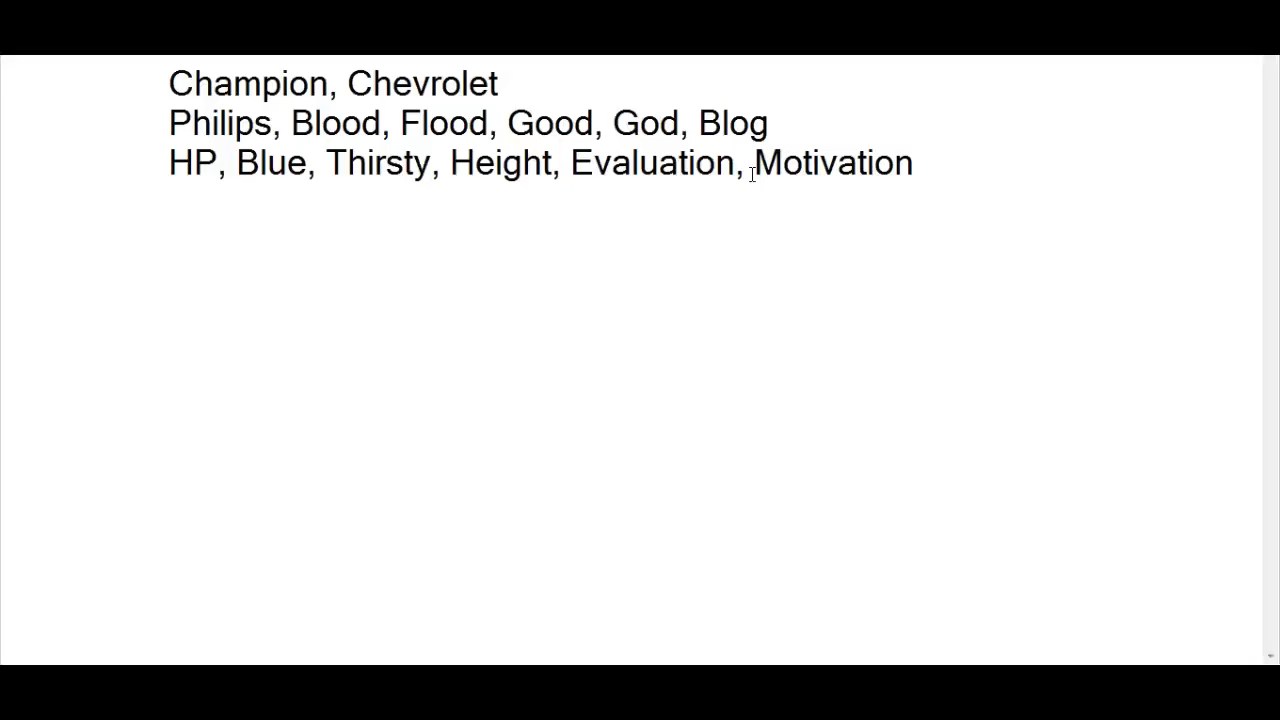 Champion, Chevrolet
Philips, Blood, Flood, Good, God, Blog
HP, Blue, Thirsty, Height, Evaluation, Motivation